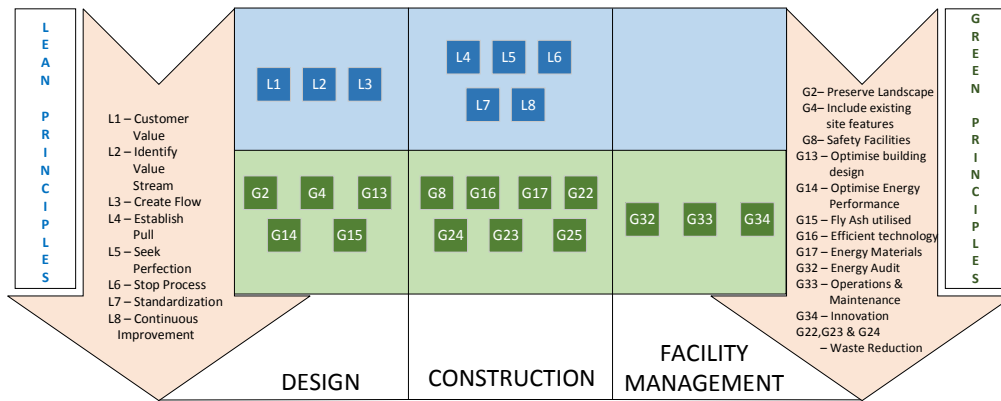 LEAN PRINCIPLES
L1 – Customer
Value
L2 – Identify
Value
Stream
L3 – Create Flow
L4 – Establish
Pull
L5 – Seek
Perfection
L6 – Stop Process
L7 – Standardization
L8 – Continuous
Improvement
L1 L2 L3
L4 L5 L6
L7 L8
G2 G4 G13
G14 G15
G8 G16 G17 G22
G24 G23 G25
G32 G33 G34
DESIGN
CONSTRUCTION
FACILITY
MANAGEMENT
G2– Preserve Landscape
G4– Include existing
site features
G8– Safety Facilities
G13 – Optimise building
design
G14 – Optimise Energy
Performance
G15 – Fly Ash utilised
G16 – Efficient technology
G17 – Energy Materials
G32 – Energy Audit
G33 – Operations &
Maintenance
G34 – Innovation
G22,G23 & G24
– Waste Reduction
GREEN PRINCIPLES